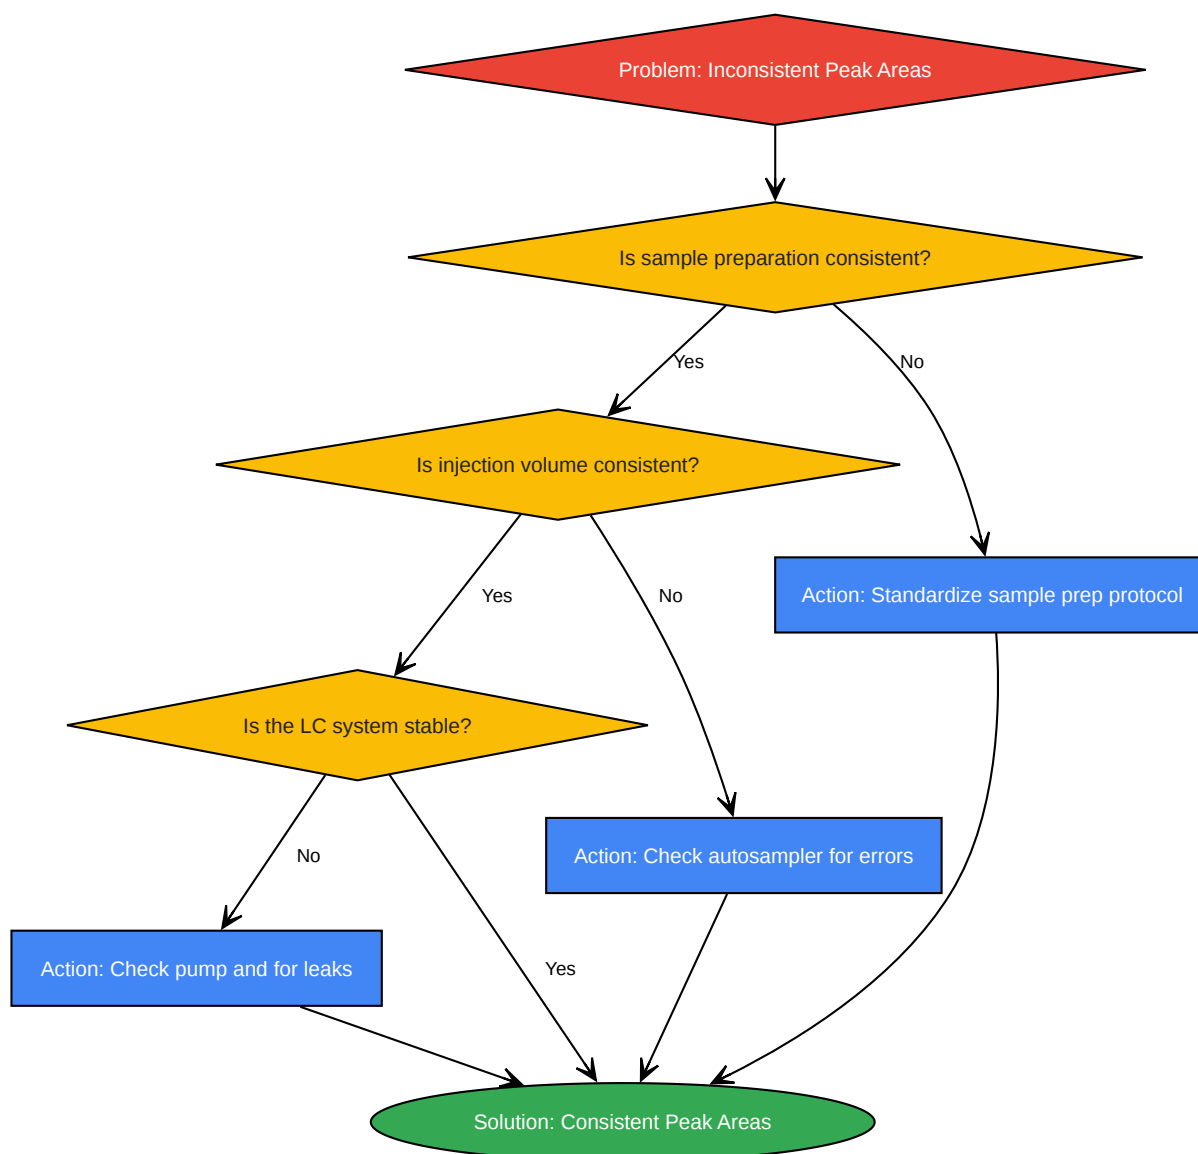 Problem: Inconsistent Peak Areas
Is sample preparation consistent?
Yes
No
Is injection volume consistent?
Yes
No
Action: Standardize sample prep protocol
Is the LC system stable?
No
Action: Check autosampler for errors
Action: Check pump and for leaks
Yes
Solution: Consistent Peak Areas